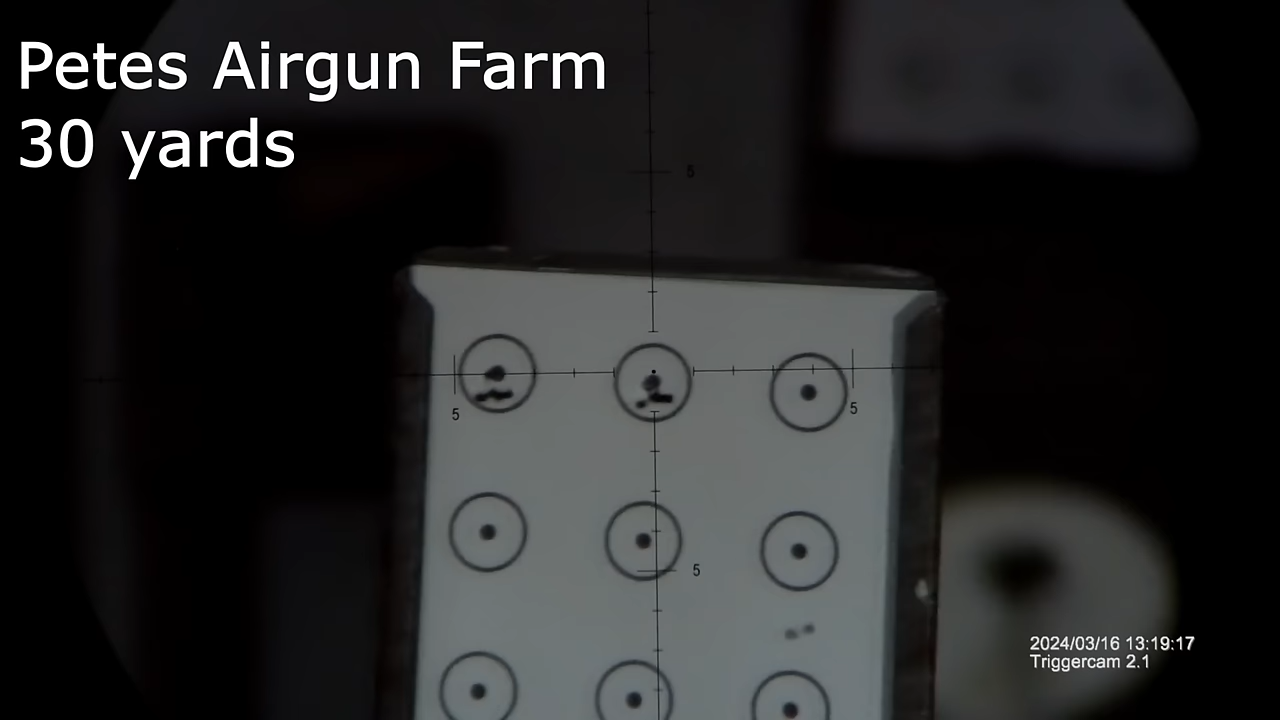 Petes Airgun Farm
30 yards
5
5
5
5
2024/03/16 13:19:17
Triggercam 2.1